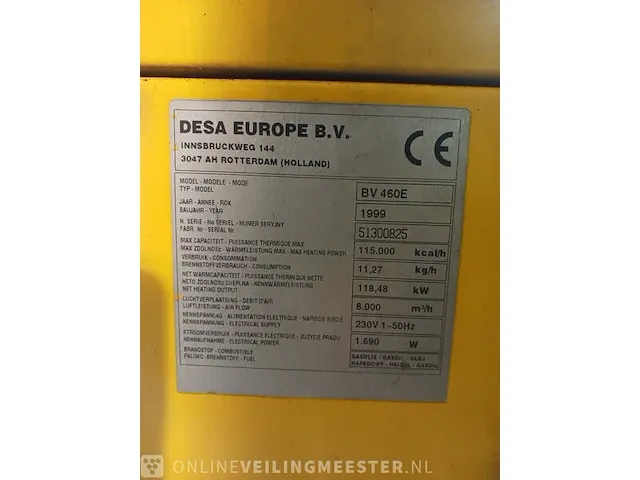 DESA EUROPE B.V.
INNSBRUCKWEG 144
3047 AH ROTTERDAM (HOLLAND)
CE
MODEL - MODELE - MODE
TYP - MODEL
BV 460E
JAAR - ANNEE - ROK
BAUJAHR - YEAR
1999
N. SERIE - No SERIEL - NUMER SERYJNY
FABR. Nr - SERIAL Nr
51300825
MAX CAPACITEIT - PUISSANCE THERMIQUE MAX
MAX ZDOLNOSc - WÄRMELEISTUNG MAX - MAX HEATING POWER
115.000 kcal/h
VERBRUIK - CONSOMMATION
BRENNSTOFFVERBRAUCH - CONSUMPTION
11,27 kg/h
NET WARMECAPACITEIT - PUISSANCE THERMIQUE NETTE
NETO ZDOLNOSc CIEPLNA - NENNWÄRMELEISTUNG
NET HEATING OUTPUT
118,48 kW
LUCHTVERPLAATSING - DEBIT D'AIR
LUFTLEISTUNG - AIR FLOW
8.000 m³/h
NENNSPANNING - ALIMENTATION ELECTRIQUE - NAPIECIE SIECIE
NENNSPANNUNG - ELECTRICAL SUPPLY
230V 1~50Hz
STROOMVERBRUIK - PUISSANCE ELECTRIQUE - ZUZYCIE PRADU
NENNAUFNAHME - ELECTRICAL POWER
1.690 W
BRANDSTOF - COMBUSTIBLE
PALIWO - BRENNSTOFF - FUEL
GASOLIE - GASOIL - OLEJ
NAPEDOWY - HEIZÖL - GASOIL
ONLINEVEILINGMEESTER.NL